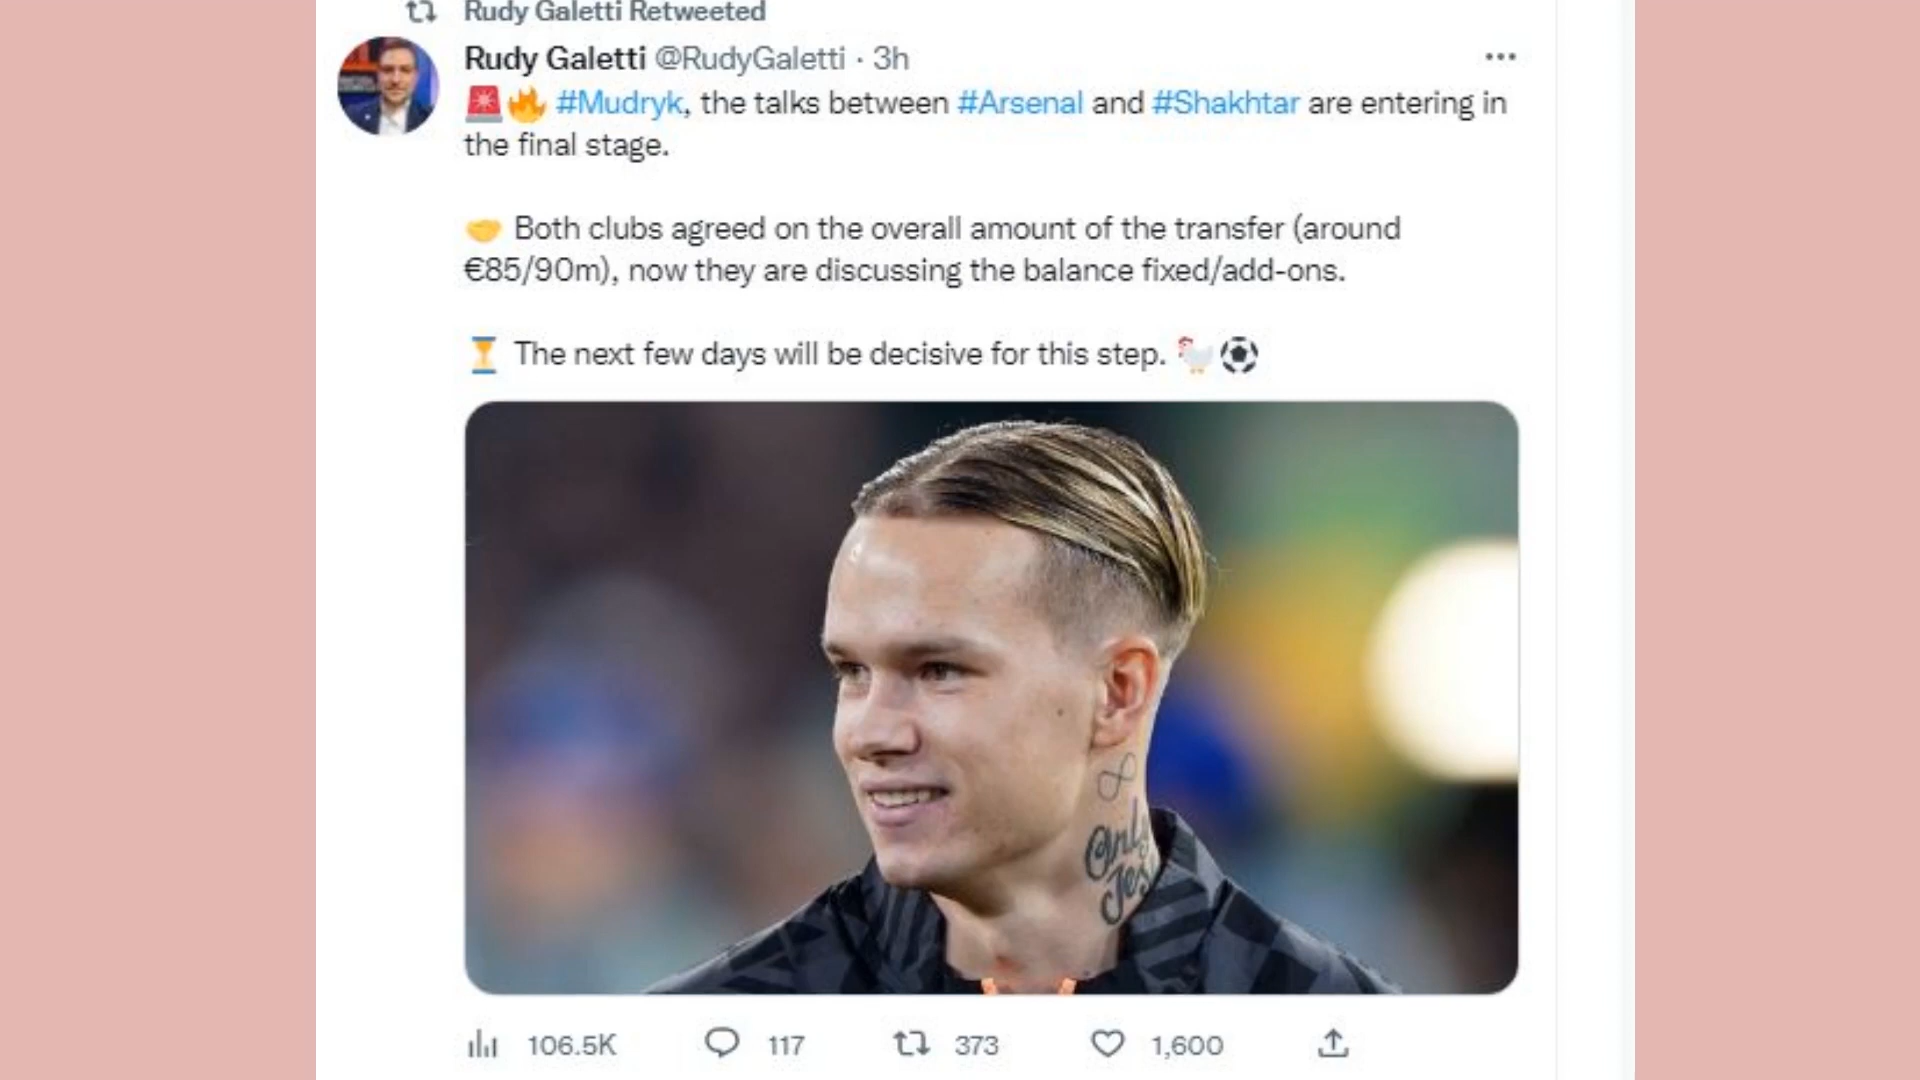 Rudy Galetti Retweeted
Rudy Galetti @RudyGaletti · 3h
🚨🔥 #Mudryk, the talks between #Arsenal and #Shakhtar are entering in
the final stage.
🤝 Both clubs agreed on the overall amount of the transfer (around
€85/90m), now they are discussing the balance fixed/add-ons.
⏳ The next few days will be decisive for this step. 🐓⚽
106.5K 117 373 1,600